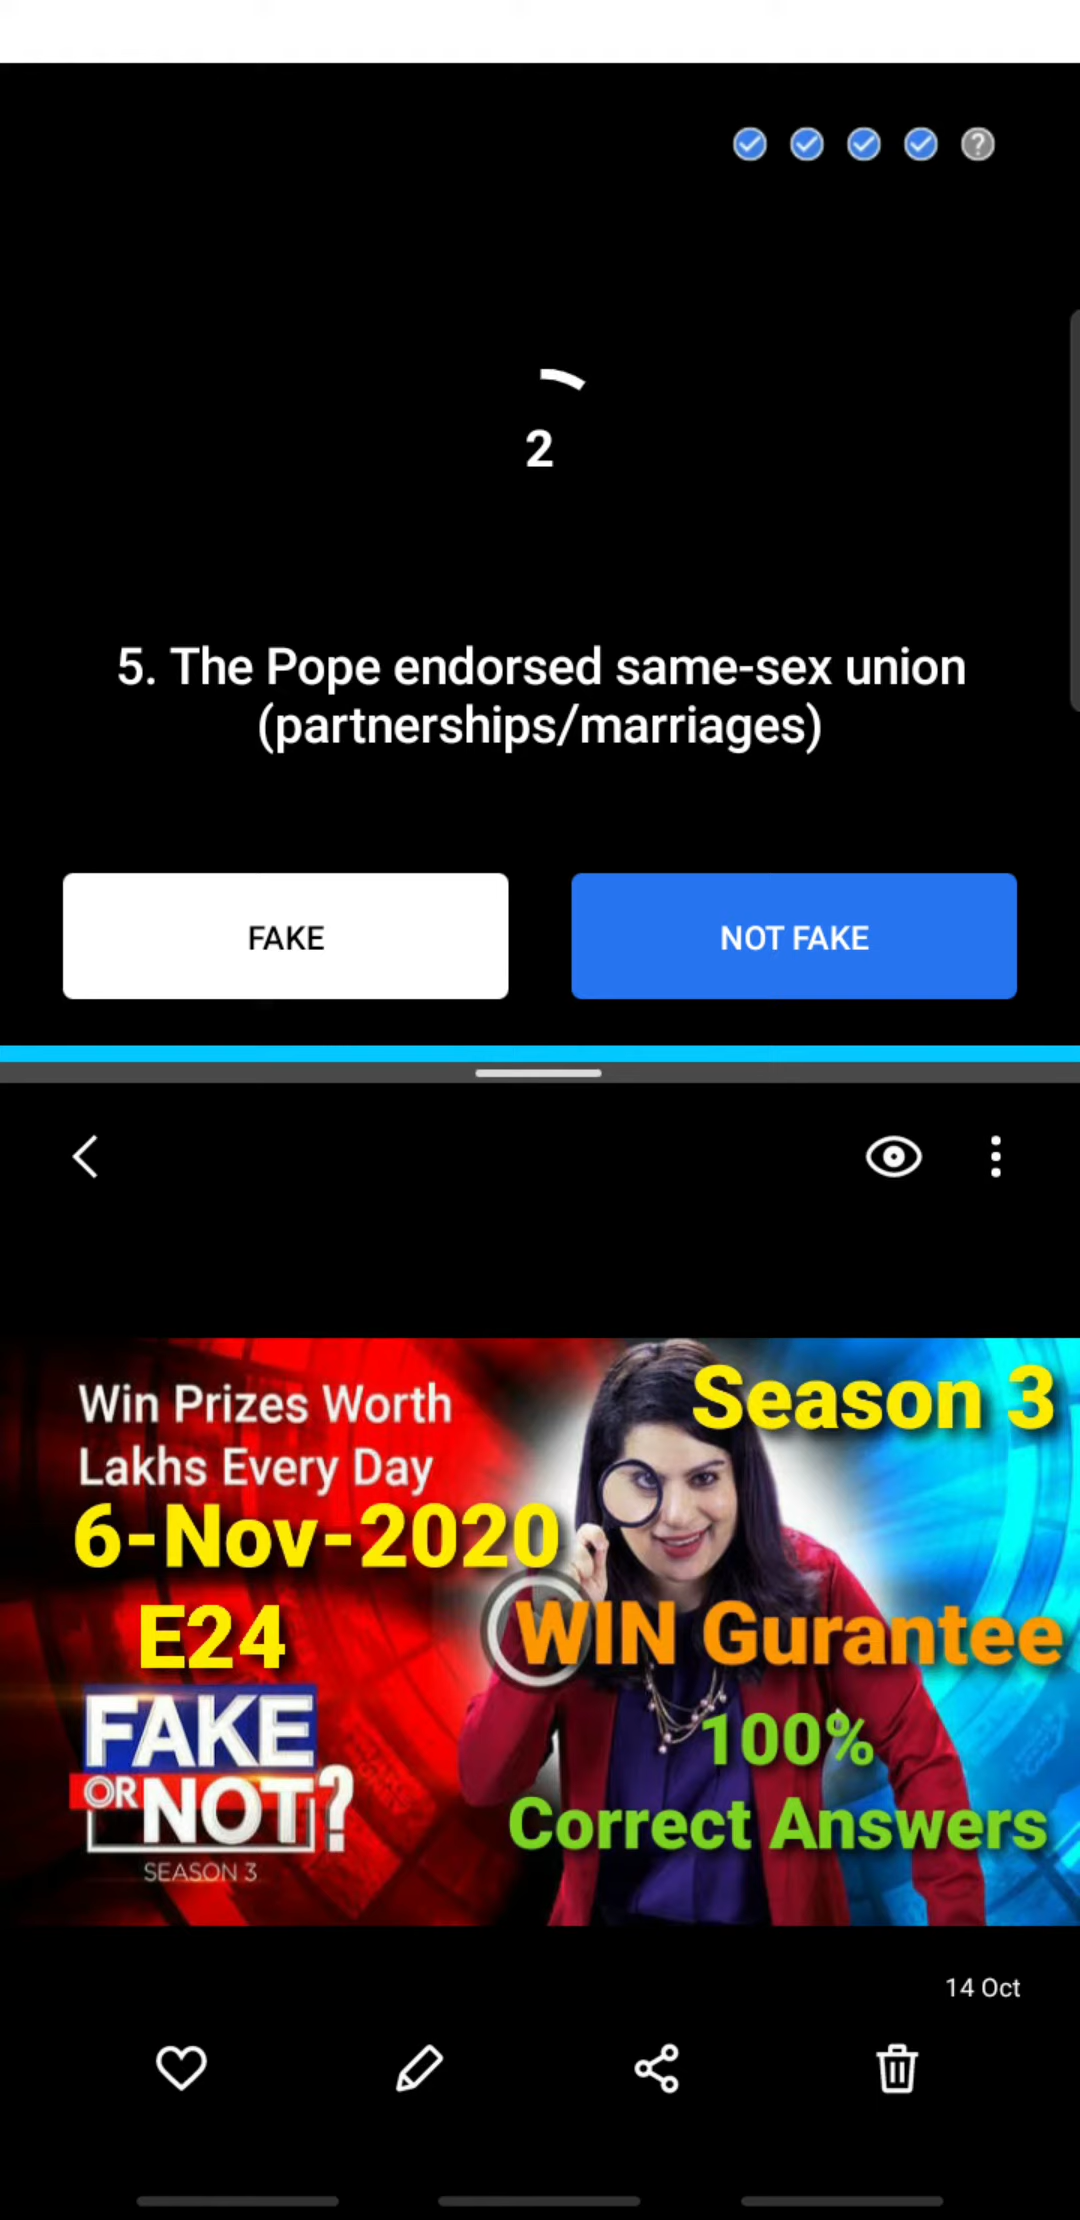 2
5. The Pope endorsed same-sex union
(partnerships/marriages)
FAKE
NOT FAKE
Win Prizes Worth
Lakhs Every Day
6-Nov-2020
E24
FAKE
OR NOT?
SEASON 3
Season 3
WIN Gurantee
100%
Correct Answers
14 Oct